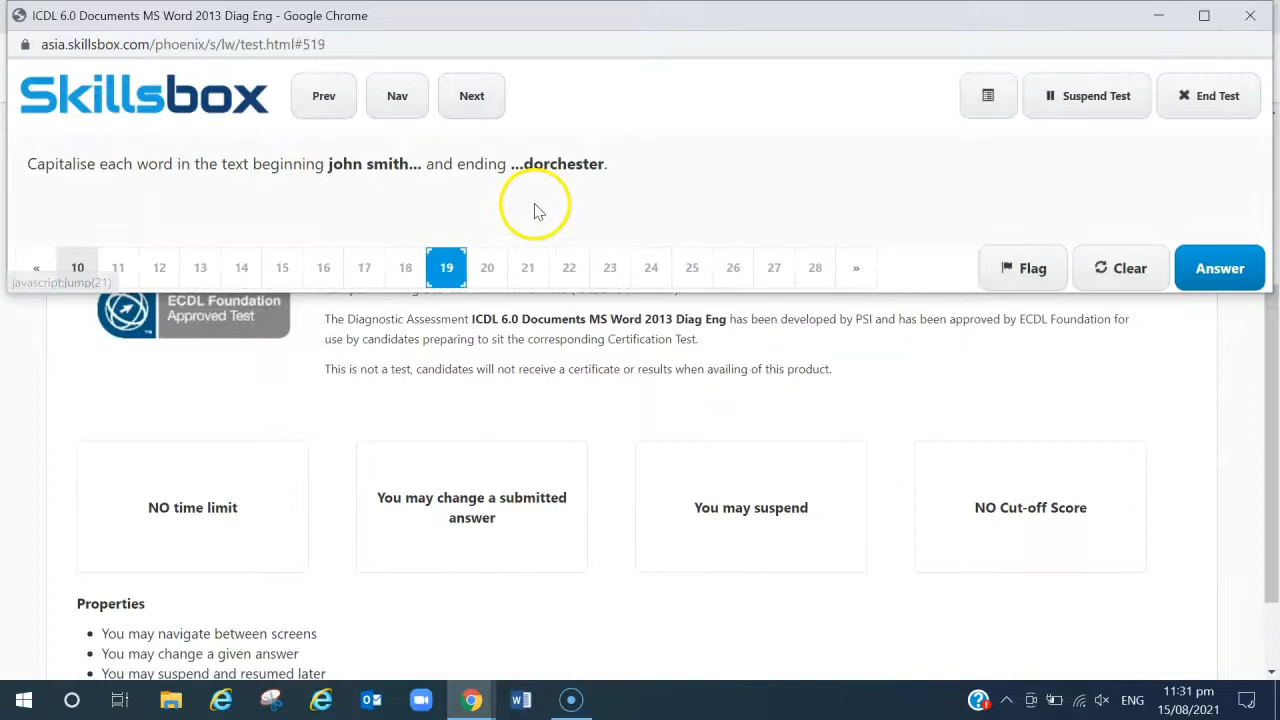 ICDL 6.0 Documents MS Word 2013 Diag Eng - Google Chrome
asia.skillsbox.com/phoenix/s/lw/test.html#519
Skillsbox
Prev
Nav
Next
Suspend Test
End Test
Capitalise each word in the text beginning john smith... and ending ...dorchester.
« 10 11 12 13 14 15 16 17 18 19 20 21 22 23 24 25 26 27 28 »
Flag
Clear
Answer
javascript:jump(21)
ECDL Foundation
Approved Test
The Diagnostic Assessment ICDL 6.0 Documents MS Word 2013 Diag Eng has been developed by PSI and has been approved by ECDL Foundation for
use by candidates preparing to sit the corresponding Certification Test.
This is not a test, candidates will not receive a certificate or results when availing of this product.
NO time limit
You may change a submitted
answer
You may suspend
NO Cut-off Score
Properties
You may navigate between screens
You may change a given answer
You may suspend and resumed later
ENG
11:31 pm
15/08/2021